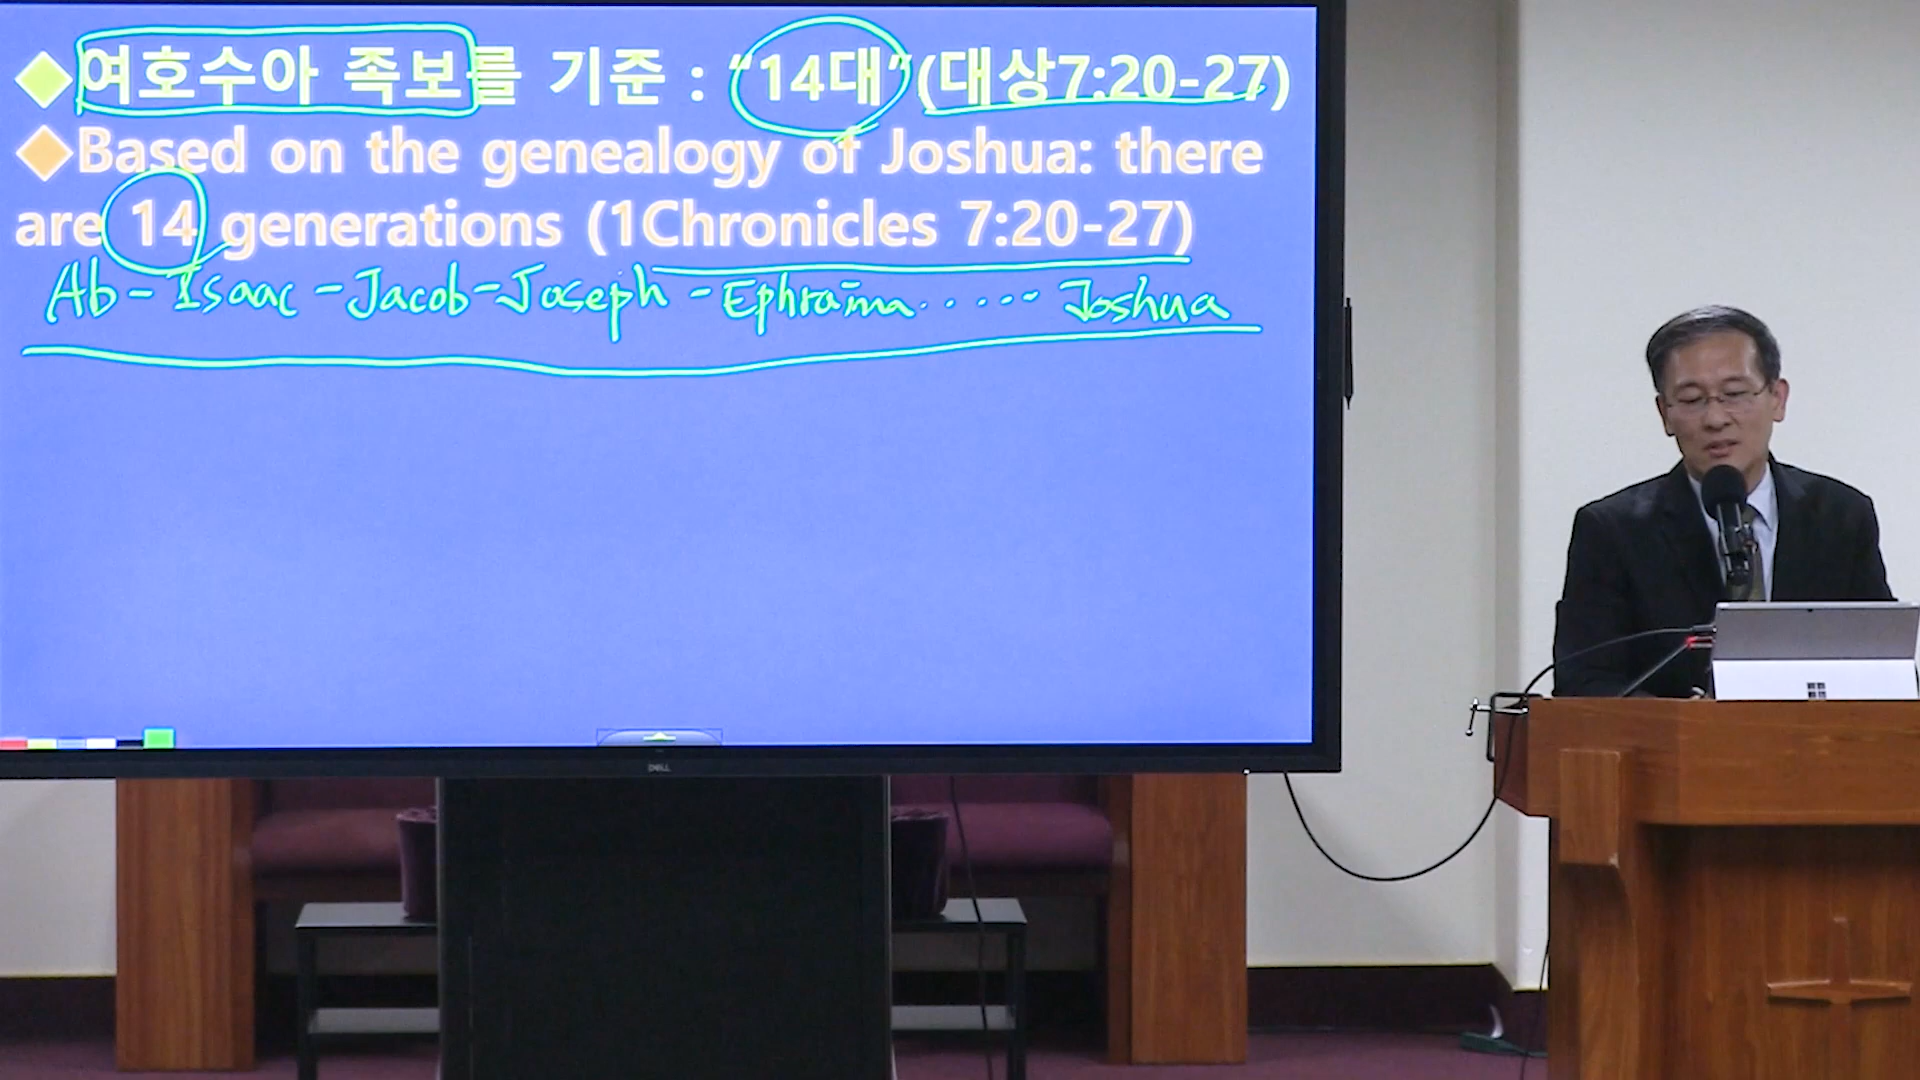 ◆여호수아 족보를 기준 : “14대”(대상7:20-27)
◆Based on the genealogy of Joshua: there
are 14 generations (1Chronicles 7:20-27)
Ab - Isaac - Jacob - Joseph - Ephraima ..... Joshua
DELL